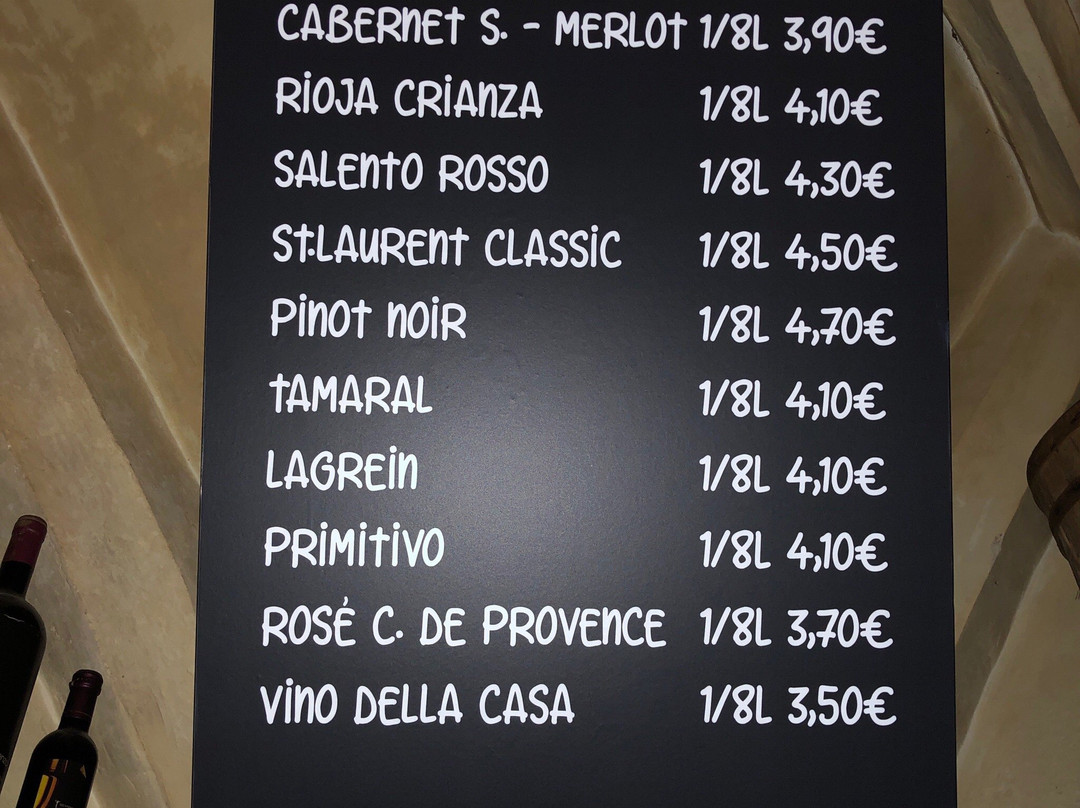 CABERNET S. - MERLOT 1/8L 3,90€
RIOJA CRIANZA 1/8L 4,10€
SALENTO ROSSO 1/8L 4,30€
ST.LAURENT CLASSIC 1/8L 4,50€
PINOT NOIR 1/8L 4,70€
TAMARAL 1/8L 4,10€
LAGREIN 1/8L 4,10€
PRIMITIVO 1/8L 4,10€
ROSÉ C. DE PROVENCE 1/8L 3,70€
VINO DELLA CASA 1/8L 3,50€